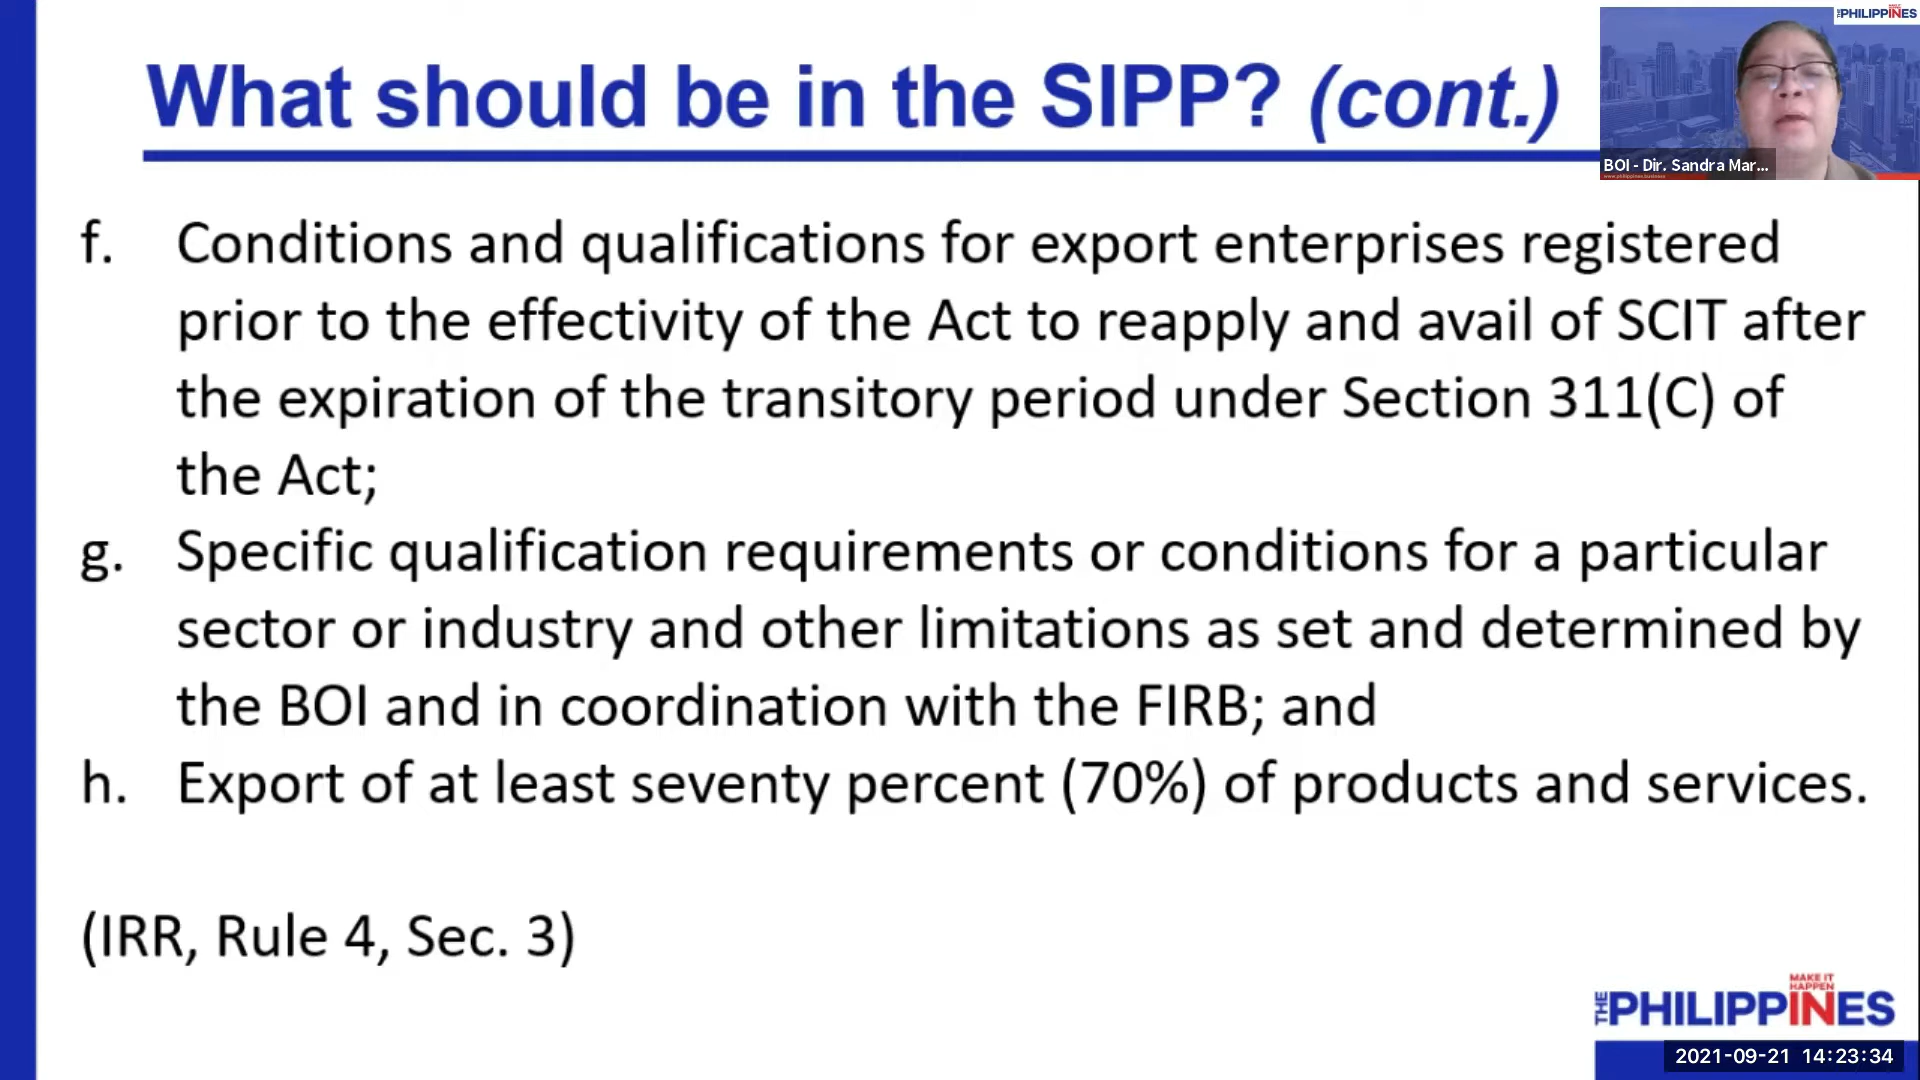 What should be in the SIPP? (cont.)
THE PHILIPPINES
BOI - Dir. Sandra Mar...
f. Conditions and qualifications for export enterprises registered
prior to the effectivity of the Act to reapply and avail of SCIT after
the expiration of the transitory period under Section 311(C) of
the Act;
g. Specific qualification requirements or conditions for a particular
sector or industry and other limitations as set and determined by
the BOI and in coordination with the FIRB; and
h. Export of at least seventy percent (70%) of products and services.
(IRR, Rule 4, Sec. 3)
MAKE IT
HAPPEN
THE PHILIPPINES
2021-09-21 14:23:34